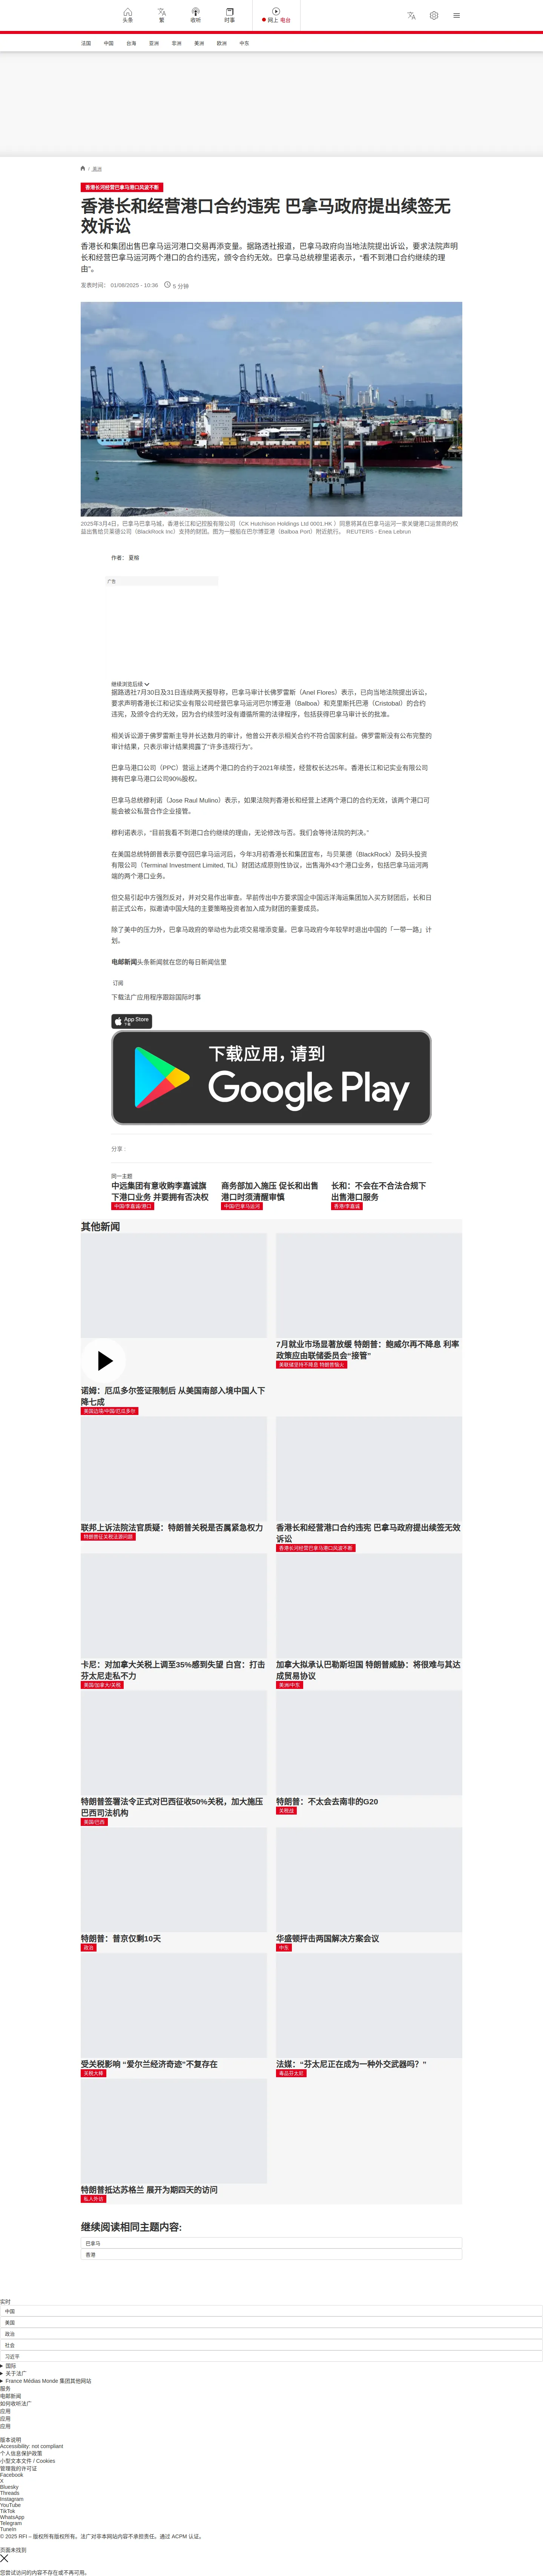 头条
繁
收听
时事
网上 电台
法国
中国
台海
亚洲
非洲
美洲
欧洲
中东
/ 美洲
香港长河经营巴拿马港口风波不断
香港长和经营港口合约违宪 巴拿马政府提出续签无
效诉讼
香港长和集团出售巴拿马运河港口交易再添变量。据路透社报道，巴拿马政府向当地法院提出诉讼，要求法院声明
长和经营巴拿马运河两个港口的合约违宪，颁令合约无效。巴拿马总统穆里诺表示，“看不到港口合约继续的理
由”。
发表时间： 01/08/2025 - 10:36
5 分钟
2025年3月4日。巴拿马巴拿马城。香港长江和记控股有限公司（CK Hutchison Holdings Ltd 0001.HK ）同意将其在巴拿马运河一家关键港口运营商的权
益出售给贝莱德公司（BlackRock Inc）支持的财团。图为一艘船在巴尔博亚港（Balboa Port）附近航行。 REUTERS - Enea Lebrun
作者： 夏榕
广告
继续浏览后续
据路透社7月30日及31日连续两天报导称，巴拿马审计长佛罗雷斯（Anel Flores）表示，已向当地法院提出诉讼，
要求声明香港长江和记实业有限公司经营巴拿马运河巴尔博亚港（Balboa）和克里斯托巴港（Cristobal）的合约
违宪，及颁令合约无效。因为合约续签时没有遵循所需的法律程序，包括获得巴拿马审计长的批准。
相关诉讼源于佛罗雷斯主导并长达数月的审计，他曾公开表示相关合约不符合国家利益。佛罗雷斯没有公布完整的
审计结果，只表示审计结果揭露了“许多违规行为”。
巴拿马港口公司（PPC）营运上述两个港口的合约于2021年续签，经营权长达25年。香港长江和记实业有限公司
拥有巴拿马港口公司90%股权。
巴拿马总统穆利诺（Jose Raul Mulino）表示，如果法院判香港长和经营上述两个港口的合约无效，该两个港口可
能会被公私营合作企业接管。
穆利诺表示，“目前我看不到港口合约继续的理由，无论修改与否。我们会等待法院的判决。”
在美国总统特朗普表示要夺回巴拿马运河后，今年3月初香港长和集团宣布，与贝莱德（BlackRock）及码头投资
有限公司（Terminal Investment Limited, TiL）财团达成原则性协议，出售海外43个港口业务，包括巴拿马运河两
端的两个港口业务。
但交易引起中方强烈反对，并对交易作出审查。早前传出中方要求国企中国远洋海运集团加入买方财团后，长和日
前正式公布，拟邀请中国大陆的主要策略投资者加入成为财团的重要成员。
除了美中的压力外，巴拿马政府的举动也为此项交易增添变量。巴拿马政府今年较早时退出中国的「一带一路」计
划。
电邮新闻头条新闻就在您的每日新闻信里
订阅
下载法广应用程序跟踪国际时事
App Store
下载应用，请到
Google Play
分享 :
同一主题
中远集团有意收购李嘉诚旗
下港口业务 并要拥有否决权
中国/李嘉诚/港口
商务部加入施压 促长和出售
港口时须清醒审慎
中国/巴拿马运河
长和：不会在不合法合规下
出售港口服务
香港/李嘉诚
其他新闻
诺姆：厄瓜多尔签证限制后 从美国南部入境中国人下
降七成
美国边境/中国/厄瓜多尔
7月就业市场显著放缓 特朗普：鲍威尔再不降息 利率
政策应由联储委员会“接管”
美联储坚持不降息 特朗普恼火
联邦上诉法院法官质疑：特朗普关税是否属紧急权力
特朗普征关税法源问题
香港长和经营港口合约违宪 巴拿马政府提出续签无效
诉讼
香港长河经营巴拿马港口风波不断
卡尼：对加拿大关税上调至35%感到失望 白宫：打击
芬太尼走私不力
美国/加拿大/关税
加拿大拟承认巴勒斯坦国 特朗普威胁：将很难与其达
成贸易协议
美洲/中东
特朗普签署法令正式对巴西征收50%关税，加大施压
巴西司法机构
美国/巴西
特朗普：不太会去南非的G20
关税战
特朗普：普京仅剩10天
政治
华盛顿抨击两国解决方案会议
中东
受关税影响 “爱尔兰经济奇迹”不复存在
关税大棒
法媒：“芬太尼正在成为一种外交武器吗？”
毒品芬太尼
特朗普抵达苏格兰 展开为期四天的访问
私人外访
继续阅读相同主题内容:
巴拿马
香港
实时
中国
美国
政治
社会
习近平
国际
关于法广
France Médias Monde 集团其他网站
服务
电邮新闻
如何收听法广
应用
应用
应用
版本说明
Accessibility: not compliant
个人信息保护政策
小型文本文件 / Cookies
管理我的许可证
Facebook
X
Bluesky
Threads
Instagram
YouTube
TikTok
WhatsApp
Telegram
TuneIn
© 2025 RFI – 版权所有版权所有。法广对非本网站内容不承担责任。通过 ACPM 认证。
页面未找到
您尝试访问的内容不存在或不再可用。